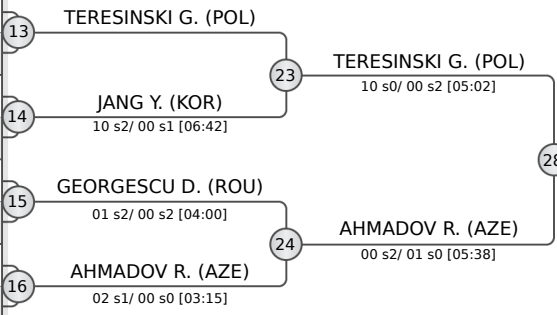 TERESINSKI G. (POL)
13
23
TERESINSKI G. (POL)
10 s0/ 00 s2 [05:02]
JANG Y. (KOR)
14
10 s2/ 00 s1 [06:42]
28
GEORGESCU D. (ROU)
15
01 s2/ 00 s2 [04:00]
24
AHMADOV R. (AZE)
00 s2/ 01 s0 [05:38]
AHMADOV R. (AZE)
16
02 s1/ 00 s0 [03:15]